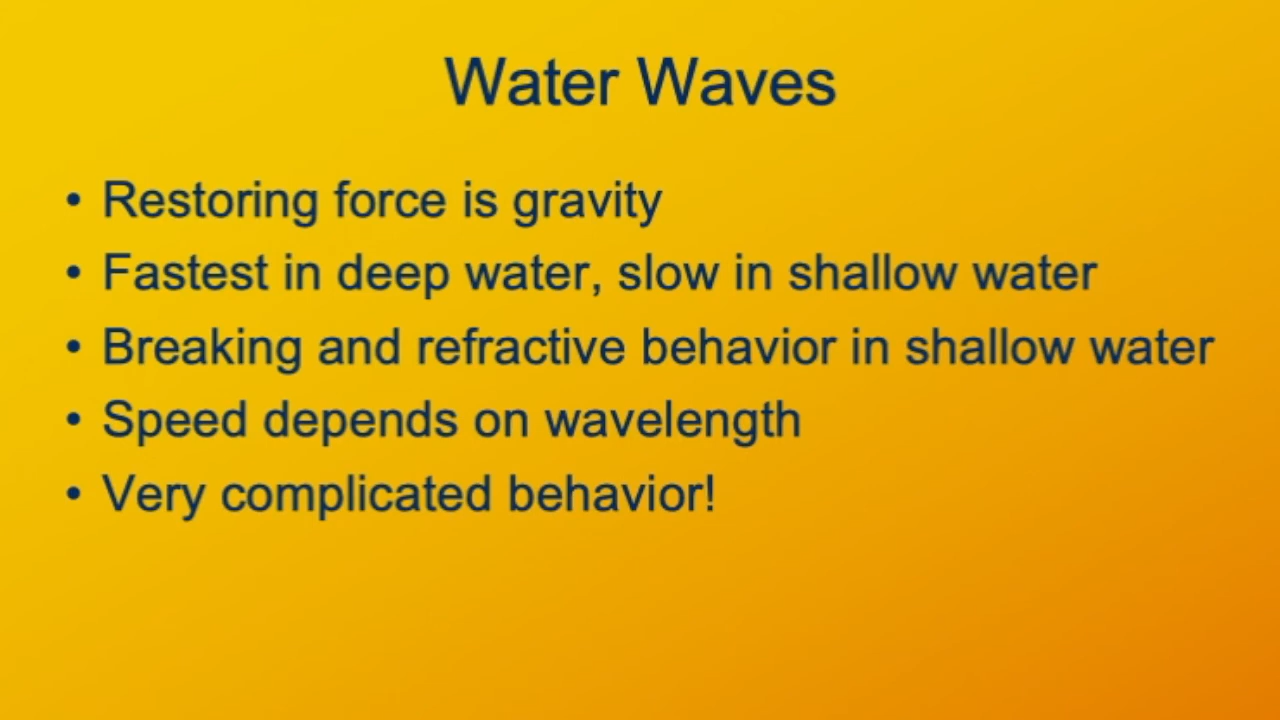 Water Waves
• Restoring force is gravity
• Fastest in deep water, slow in shallow water
• Breaking and refractive behavior in shallow water
• Speed depends on wavelength
• Very complicated behavior!